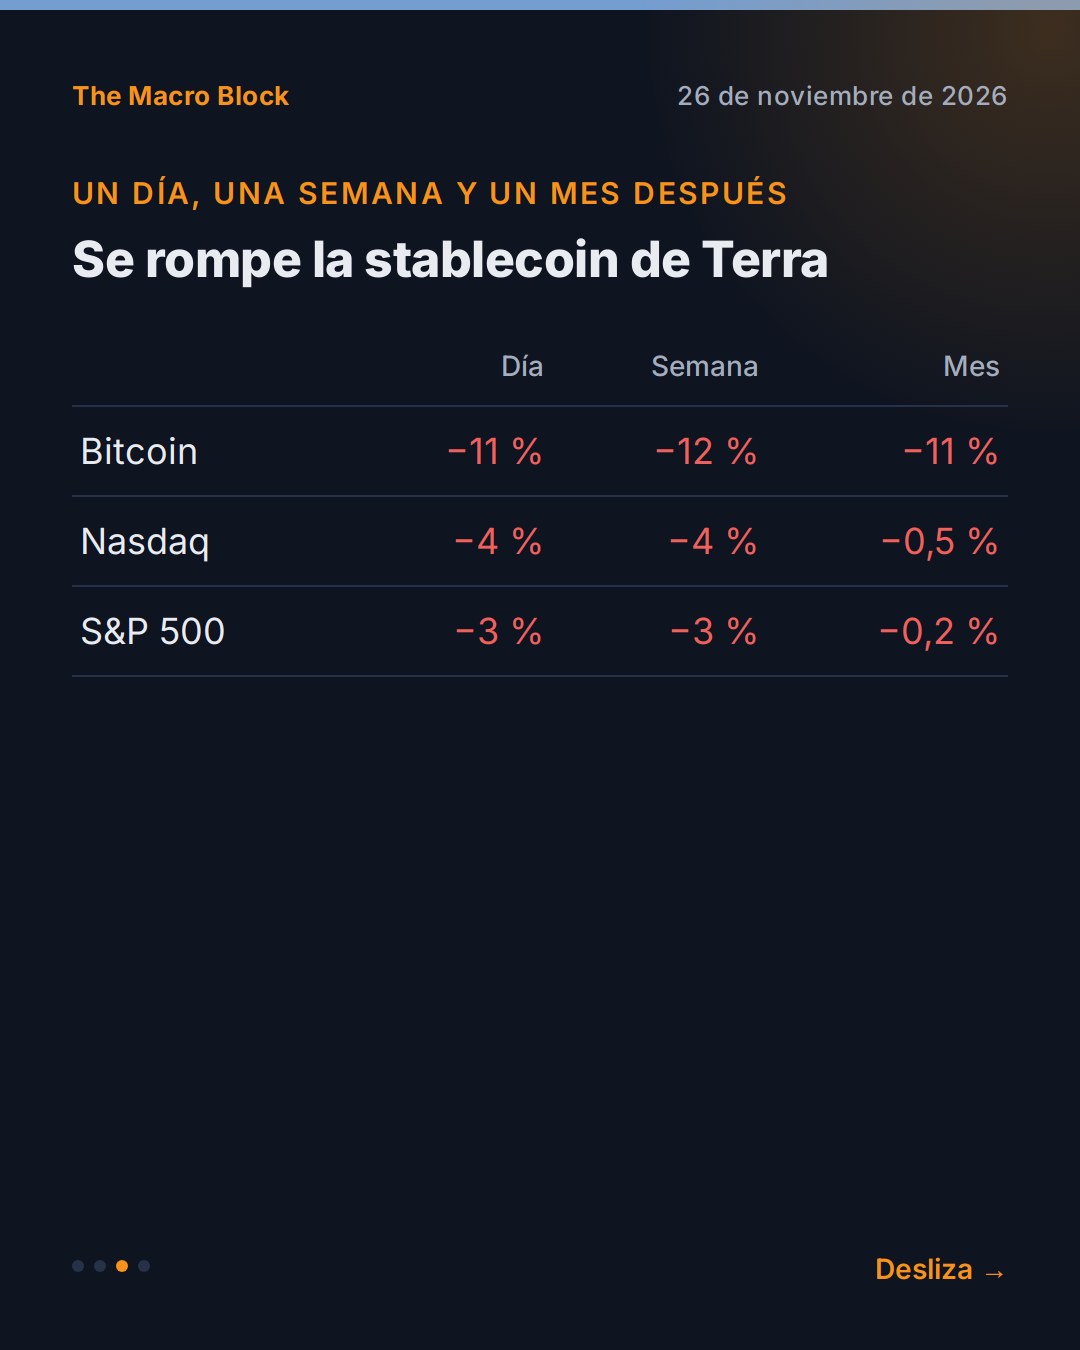 The Macro Block
26 de noviembre de 2026
UN DÍA, UNA SEMANA Y UN MES DESPUÉS
Se rompe la stablecoin de Terra
Día Semana Mes
Bitcoin −11 % −12 % −11 %
Nasdaq −4 % −4 % −0,5 %
S&P 500 −3 % −3 % −0,2 %
Desliza →